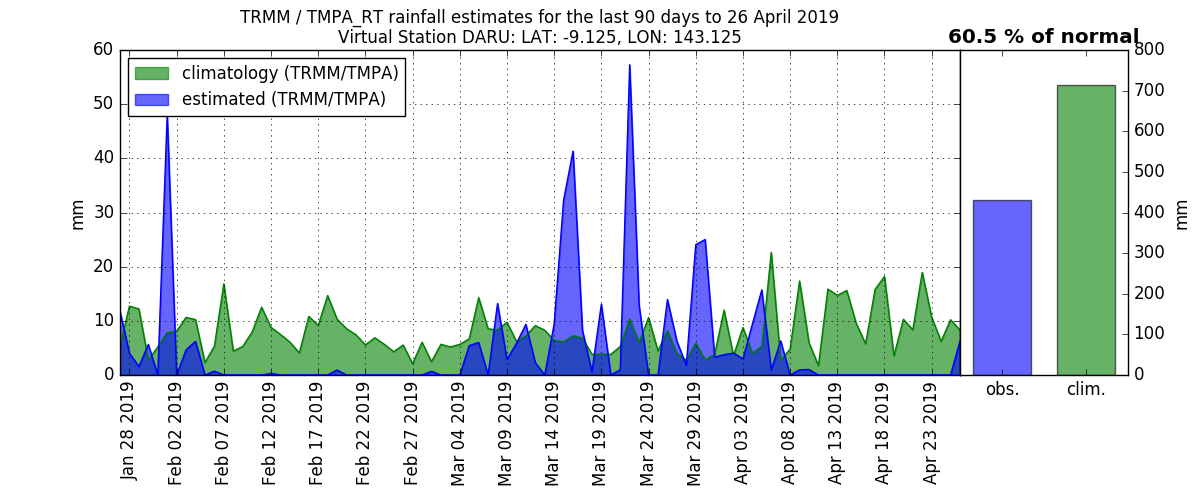 TRMM / TMPA_RT rainfall estimates for the last 90 days to 26 April 2019
Virtual Station DARU: LAT: -9.125, LON: 143.125
60.5 % of normal
climatology (TRMM/TMPA)
estimated (TRMM/TMPA)
60
50
40
30
20
10
0
mm
Jan 28 2019
Feb 02 2019
Feb 07 2019
Feb 12 2019
Feb 17 2019
Feb 22 2019
Feb 27 2019
Mar 04 2019
Mar 09 2019
Mar 14 2019
Mar 19 2019
Mar 24 2019
Mar 29 2019
Apr 03 2019
Apr 08 2019
Apr 13 2019
Apr 18 2019
Apr 23 2019
obs.
clim.
800
700
600
500
400
300
200
100
0
mm